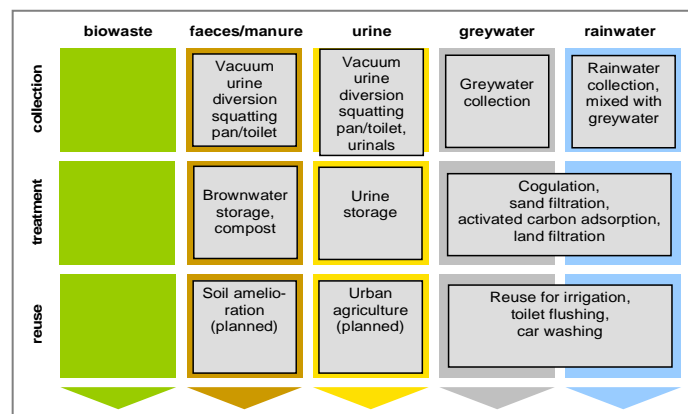 biowaste
faeces/manure
urine
greywater
rainwater
collection
Vacuum
urine
diversion
squatting
pan/toilet
Vacuum
urine
diversion
squatting
pan/toilet,
urinals
Greywater
collection
Rainwater
collection,
mixed with
greywater
treatment
Brownwater
storage,
compost
Urine
storage
Cogulation,
sand filtration,
activated carbon adsorption,
land filtration
reuse
Soil amelio-
ration
(planned)
Urban
agriculture
(planned)
Reuse for irrigation,
toilet flushing,
car washing